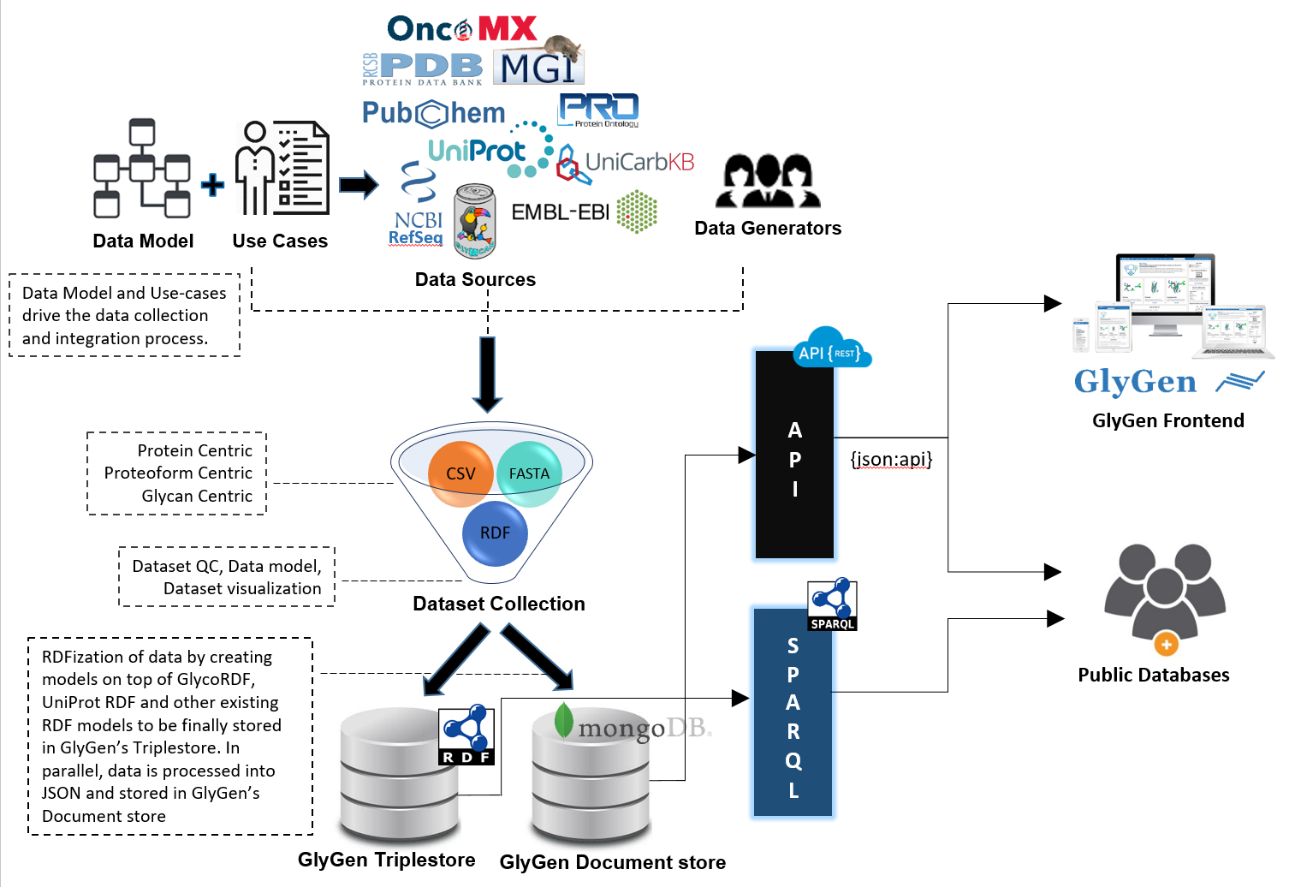 OncoMX
RCSB
PDB
PROTEIN DATA BANK
MGI
PubChem
PRO
Protein Ontology
UniProt
UniCarbKB
NCBI
RefSeq
EMBL-EBI
Data Model
Use Cases
Data Sources
Data Generators
Data Model and Use-cases
drive the data collection
and integration process.
Protein Centric
Proteoform Centric
Glycan Centric
CSV
FASTA
RDF
Dataset QC, Data model,
Dataset visualization
Dataset Collection
RDFization of data by creating
models on top of GlycoRDF,
UniProt RDF and other existing
RDF models to be finally stored
in GlyGen’s Triplestore. In
parallel, data is processed into
JSON and stored in GlyGen’s
Document store
RDF
mongoDB®
GlyGen Triplestore
GlyGen Document store
API {REST}
API
{json:api}
SPARQL
SPARQL
GlyGen
GlyGen Frontend
Public Databases